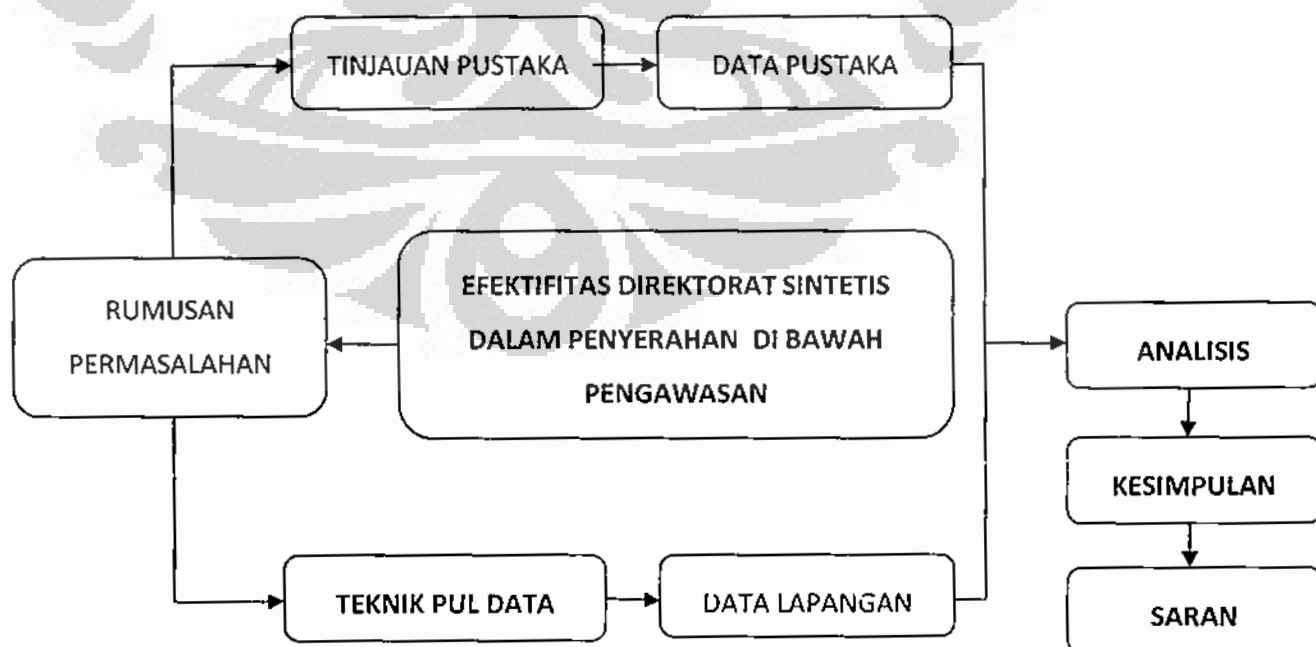 TINJAUAN PUSTAKA
DATA PUSTAKA
RUMUSAN
PERMASALAHAN
EFEKTIFITAS DIREKTORAT SINTETIS
DALAM PENYERAHAN DI BAWAH
PENGAWASAN
ANALISIS
KESIMPULAN
SARAN
TEKNIK PUL DATA
DATA LAPANGAN